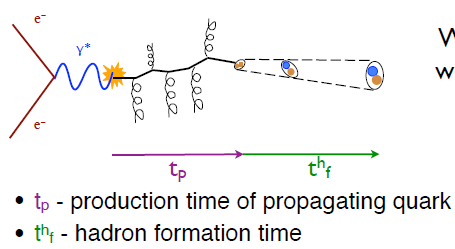 e⁻
γ*
e⁻
tₚ
tʰf
• tₚ - production time of propagating quark
• tʰf - hadron formation time